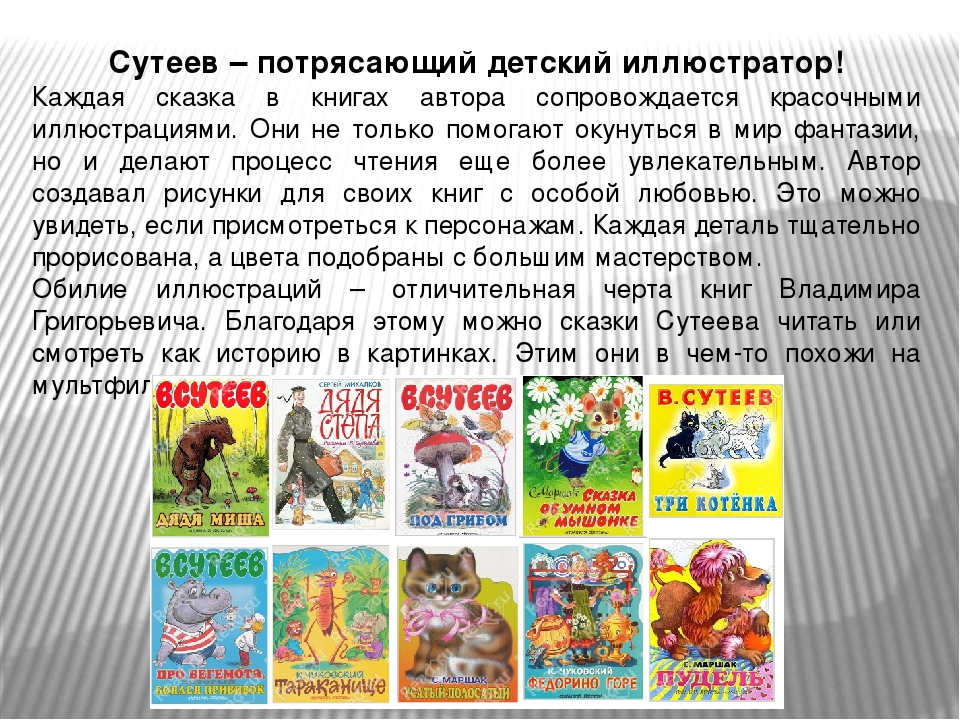 Сутеев – потрясающий детский иллюстратор!
Каждая сказка в книгах автора сопровождается красочными
иллюстрациями. Они не только помогают окунуться в мир фантазии,
но и делают процесс чтения еще более увлекательным. Автор
создавал рисунки для своих книг с особой любовью. Это можно
увидеть, если присмотреться к персонажам. Каждая деталь тщательно
прорисована, а цвета подобраны с большим мастерством.
Обилие иллюстраций – отличительная черта книг Владимира
Григорьевича. Благодаря этому можно сказки Сутеева читать или
смотреть как историю в картинках. Этим они в чем-то похожи на
мультфил
В.СУТЕЕВ
ДЯДЯ МИША
СЕРГЕЙ МИХАЛКОВ
ДЯДЯ
СТЕПА
В.СУТЕЕВ
ПОД ГРИБОМ
С. Маршак
СКАЗКА
ОБ УМНОМ
МЫШОНКЕ
В.СУТЕЕВ
ТРИ КОТЁНКА
В.СУТЕЕВ
ПРО БЕГЕМОТА,
БОЯЛСЯ ПРИВИВОК
К. ЧУКОВСКИЙ
ТАРАКАНИЩЕ
С. МАРШАК
УСАТЫЙ-ПОЛОСАТЫЙ
К. ЧУКОВСКИЙ
ФЕДОРИНО ГОРЕ
С. МАРШАК
ПУДЕЛЬ